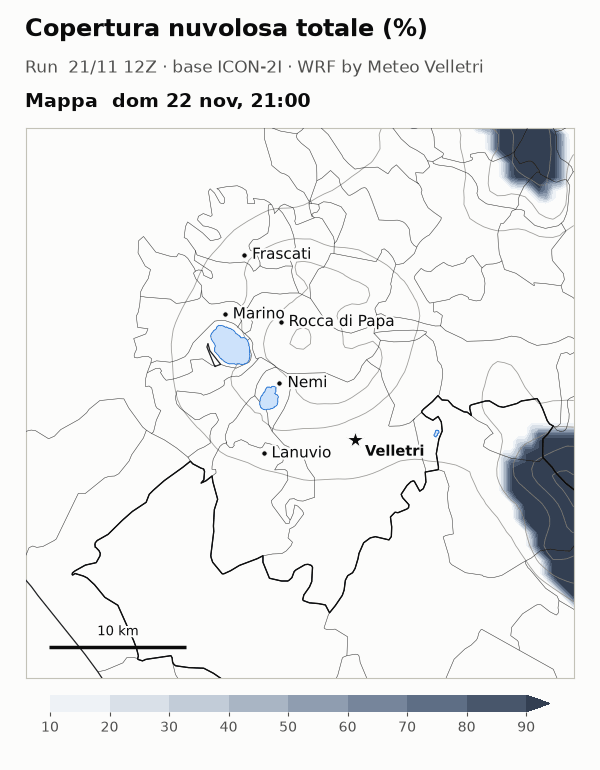 Copertura nuvolosa totale (%)
Run  21/11 12Z · base ICON-2I · WRF by Meteo Velletri
Mappa  dom 22 nov, 21:00
Frascati
Marino
Rocca di Papa
Nemi
Velletri
Lanuvio
10 km
10 20 30 40 50 60 70 80 90